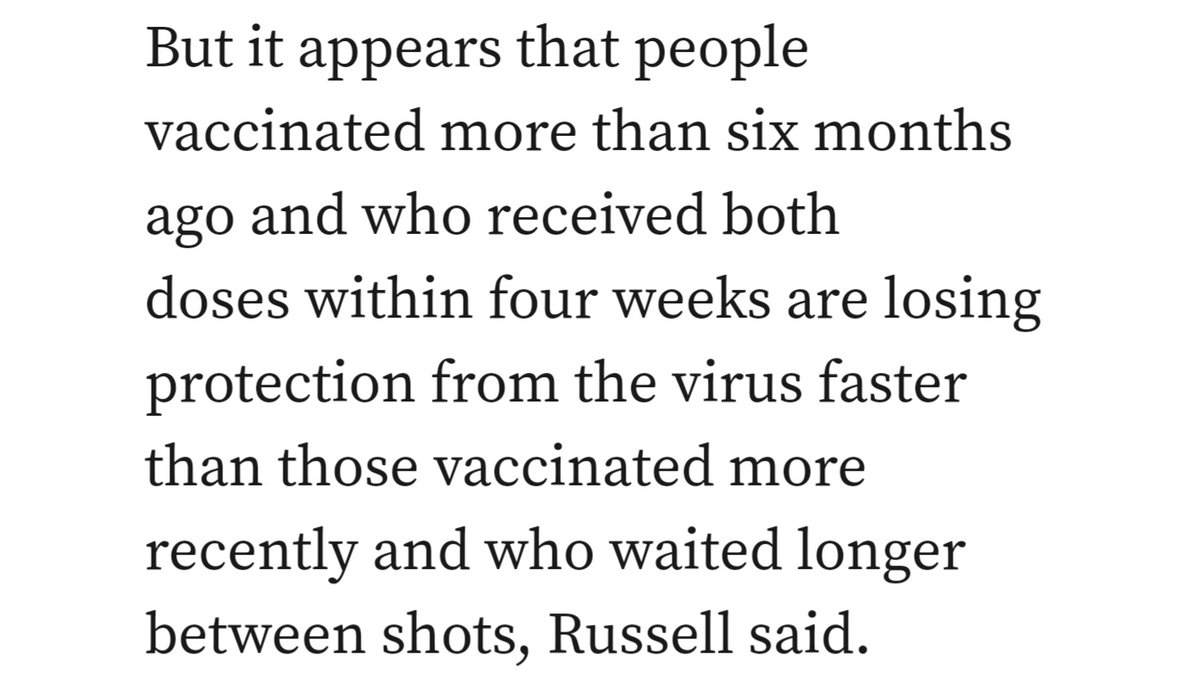 But it appears that people
vaccinated more than six months
ago and who received both
doses within four weeks are losing
protection from the virus faster
than those vaccinated more
recently and who waited longer
between shots, Russell said.